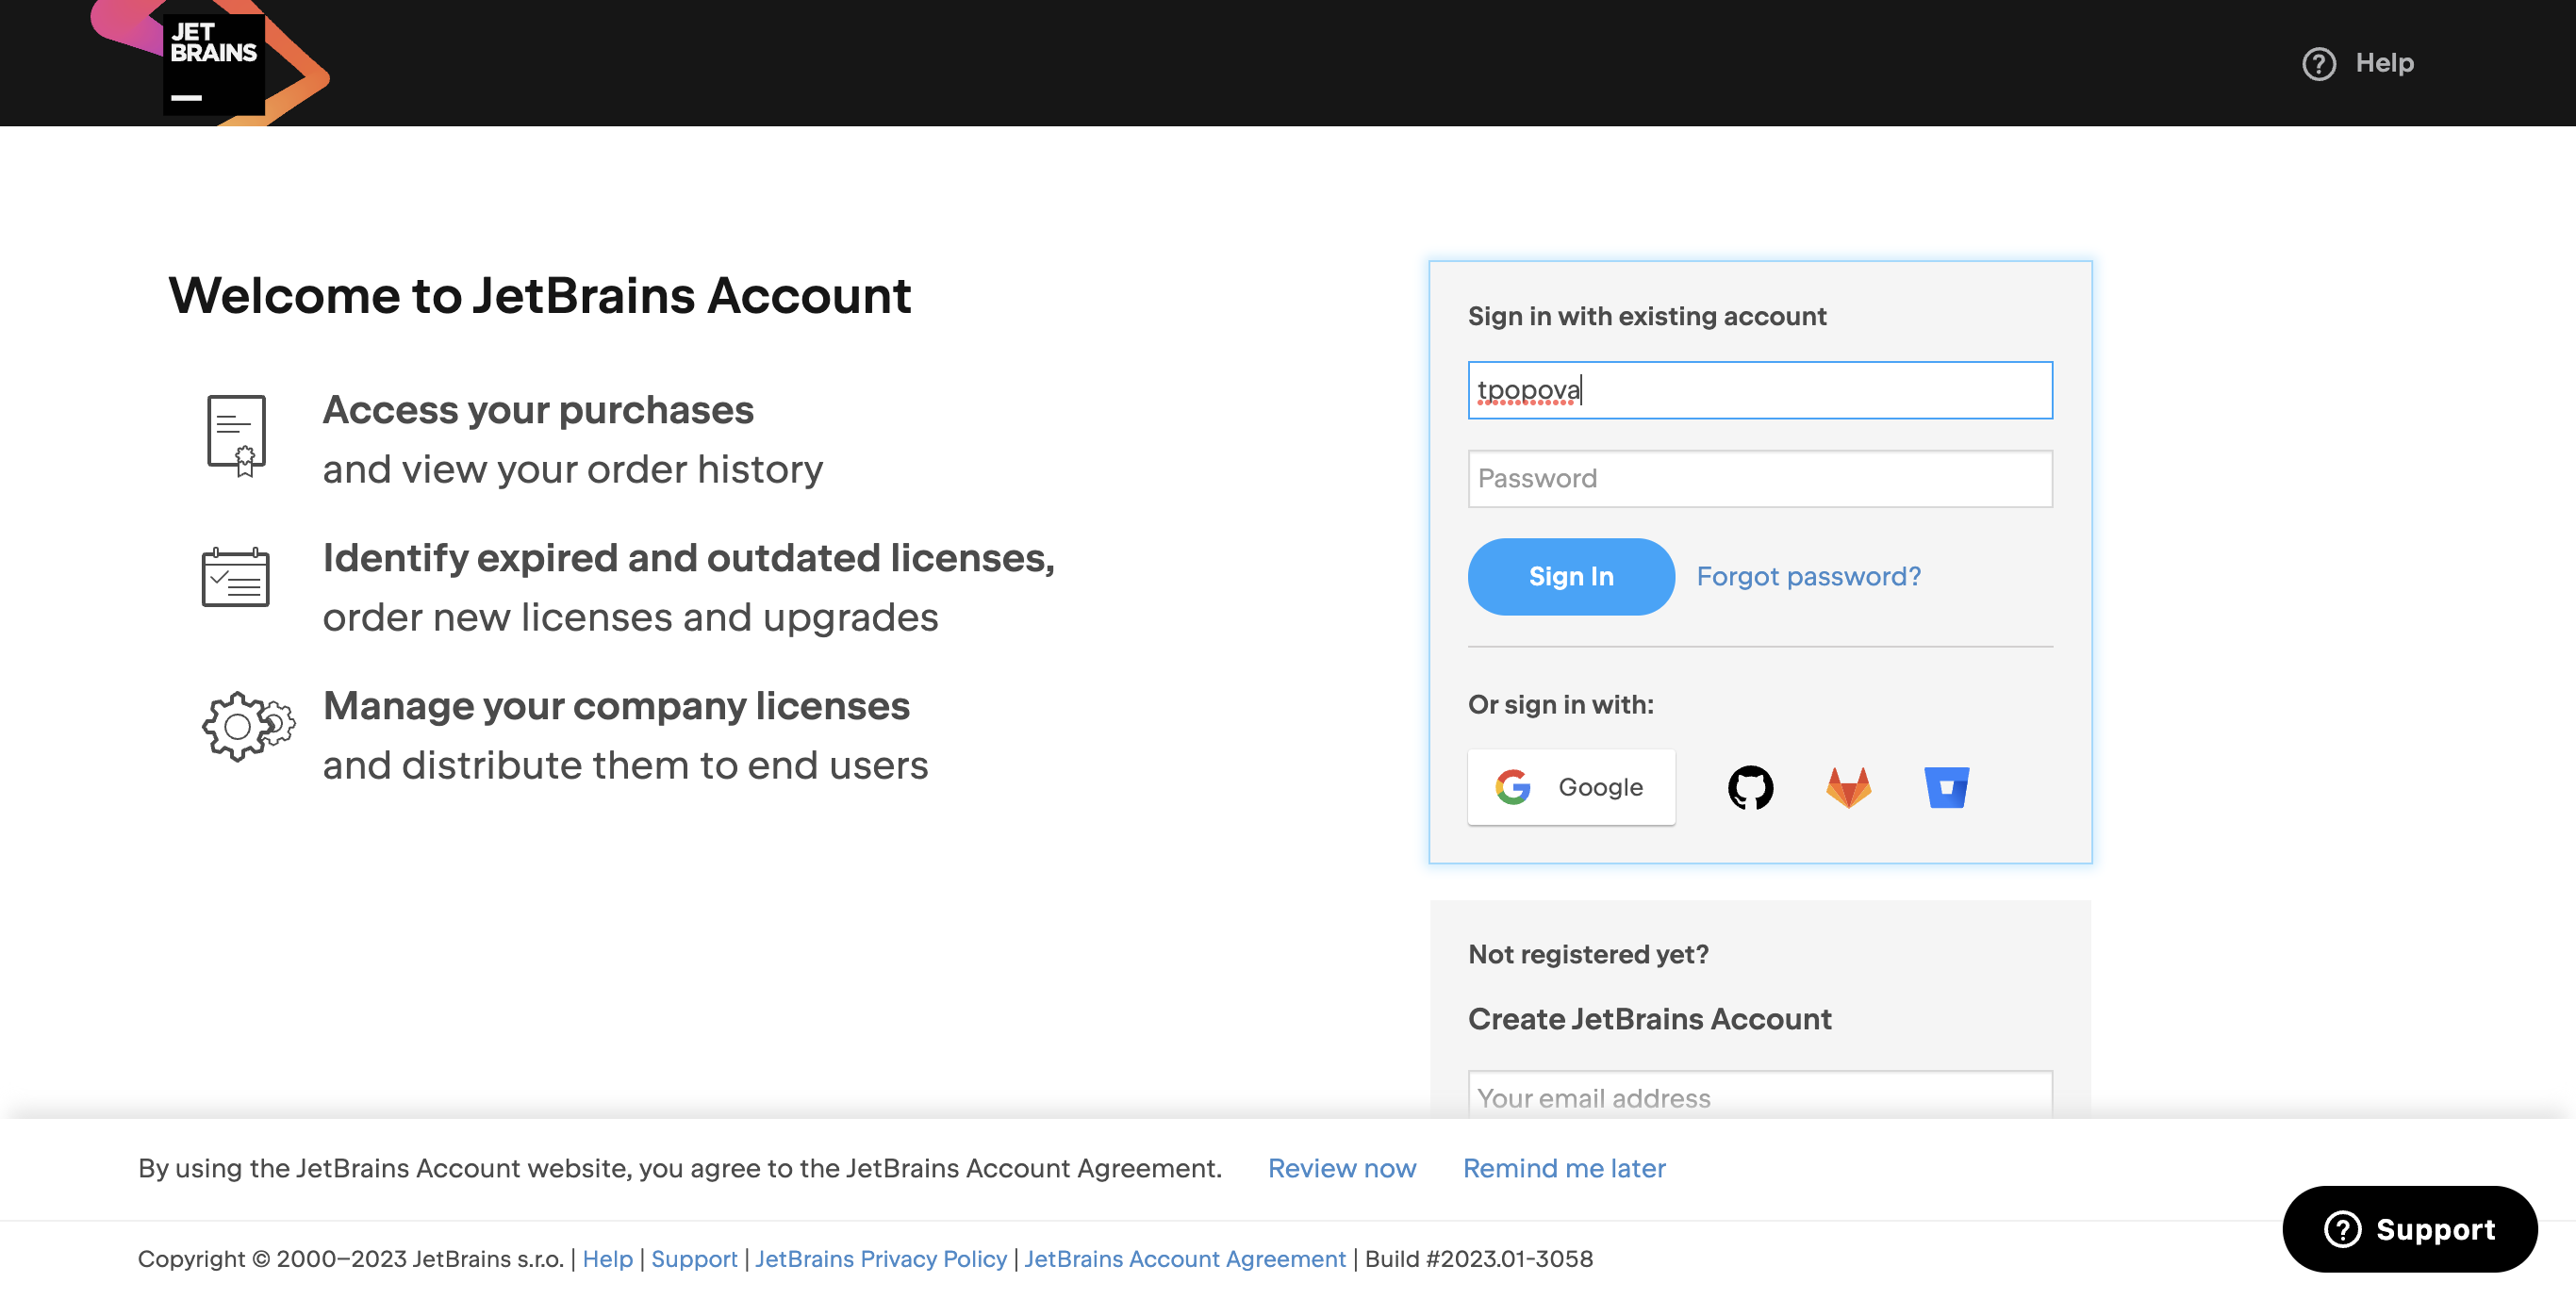 JET
BRAINS
Help
Welcome to JetBrains Account
Access your purchases
and view your order history
Identify expired and outdated licenses,
order new licenses and upgrades
Manage your company licenses
and distribute them to end users
Sign in with existing account
tpopova
Password
Sign In Forgot password?
Or sign in with:
Google
Not registered yet?
Create JetBrains Account
Your email address
By using the JetBrains Account website, you agree to the JetBrains Account Agreement. Review now Remind me later
Copyright © 2000–2023 JetBrains s.r.o. | Help | Support | JetBrains Privacy Policy | JetBrains Account Agreement | Build #2023.01-3058
Support